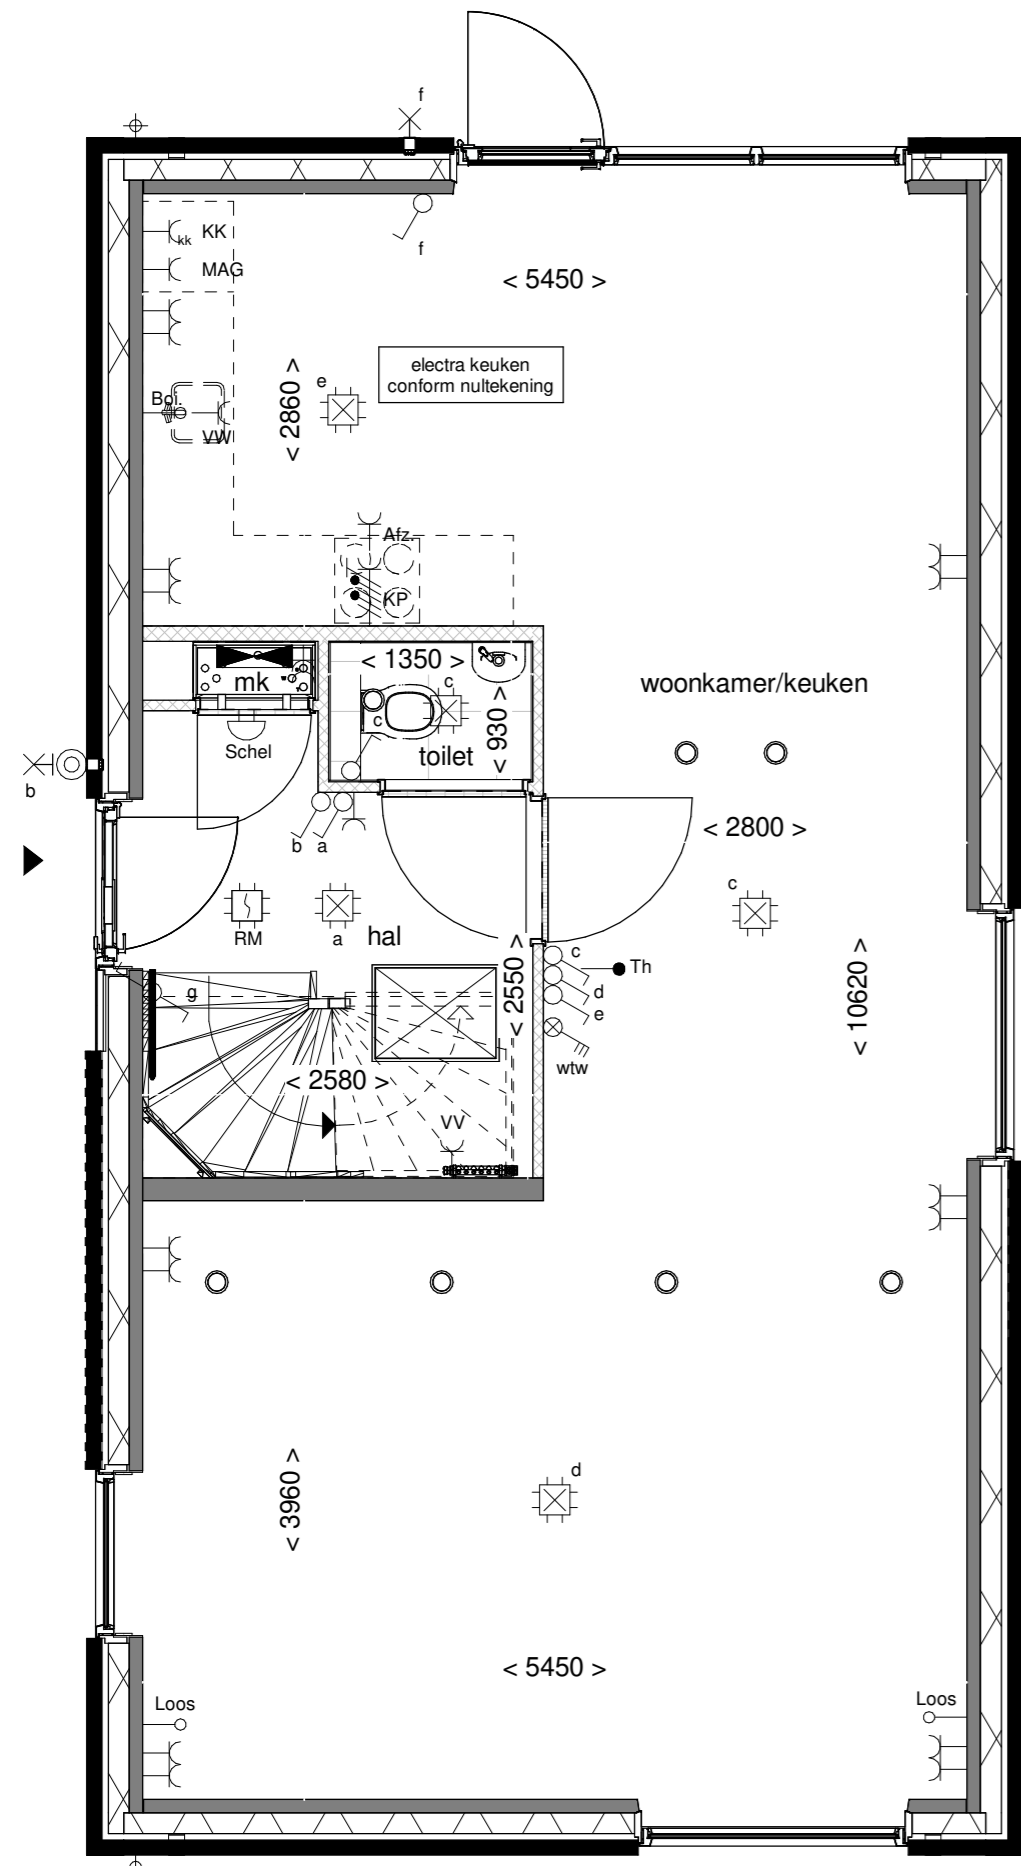 f
f
KK
kk
MAG
< 5450 >
electra keuken
conform nultekening
< 2860 >
e
Boi.
VW
Afz.
KP
mk
< 1350 >
c
c
< 930 >
toilet
Schel
woonkamer/keuken
b
b
a
< 2800 >
c
RM
a
hal
< 2550 >
c
Th
d
e
wtw
g
< 10620 >
< 2580 >
VV
< 3960 >
d
< 5450 >
Loos
Loos